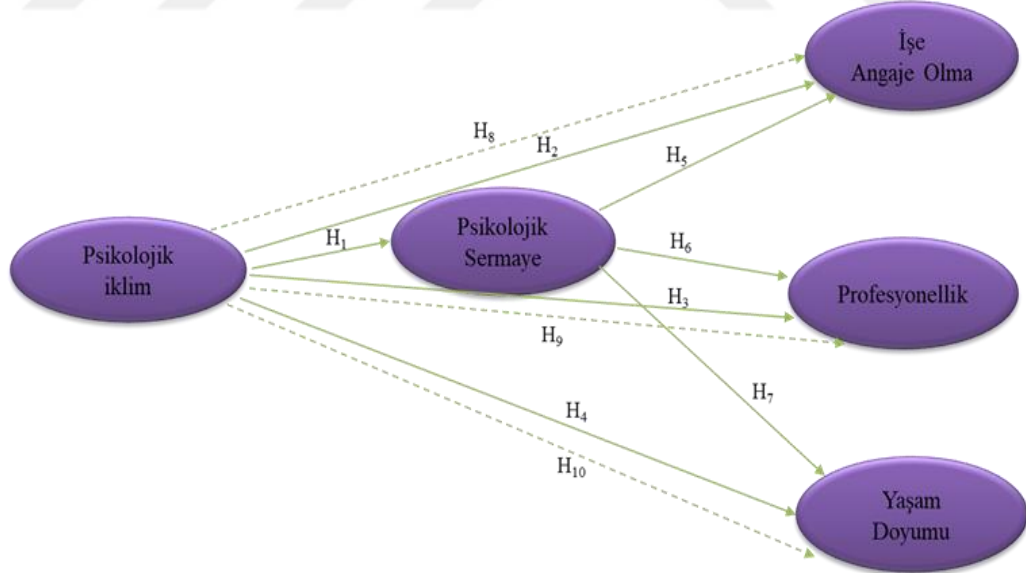 İşe
Angaje Olma
H₈
H₂
H₅
Psikolojik
Sermaye
H₁
H₆
Psikolojik
iklim
Profesyonellik
H₃
H₉
H₇
H₄
H₁₀
Yaşam
Doyumu